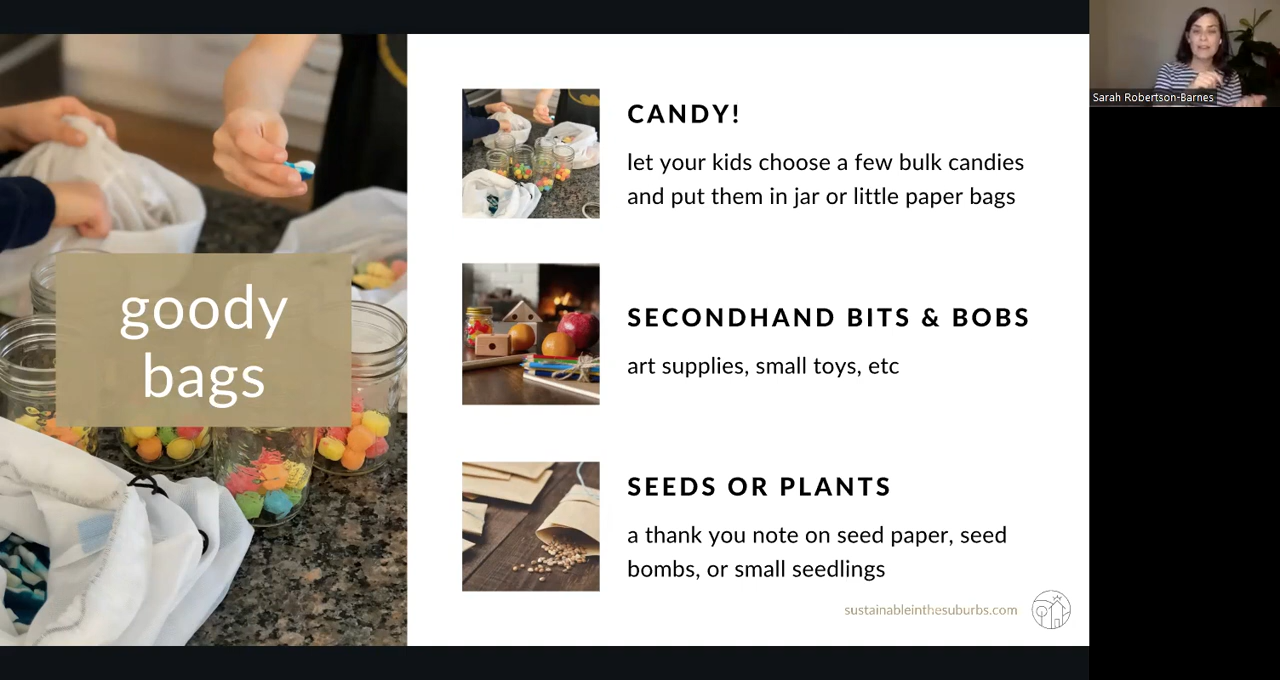 Sarah Robertson-Barnes
goody
bags
CANDY!
let your kids choose a few bulk candies
and put them in jar or little paper bags
SECONDHAND BITS & BOBS
art supplies, small toys, etc
SEEDS OR PLANTS
a thank you note on seed paper, seed
bombs, or small seedlings
sustainableinthesuburbs.com